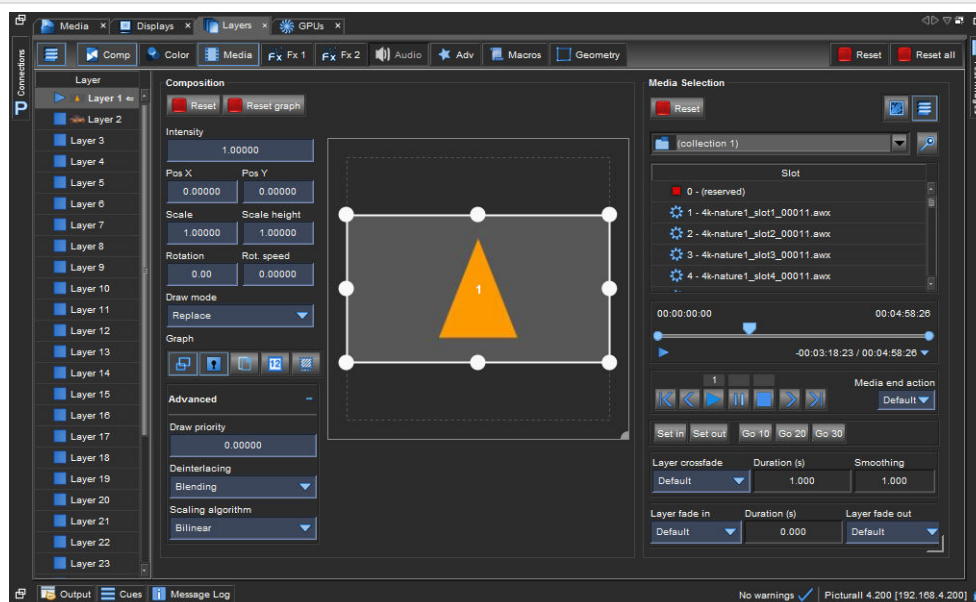 Media × Displays × Layers × GPUs ×
Connections
Comp Color Media Fx Fx 1 Fx Fx 2 Audio Adv Macros Geometry Reset Reset all
Layer
Layer 1
Layer 2
Layer 3
Layer 4
Layer 5
Layer 6
Layer 7
Layer 8
Layer 9
Layer 10
Layer 11
Layer 12
Layer 13
Layer 14
Layer 15
Layer 16
Layer 17
Layer 18
Layer 19
Layer 20
Layer 21
Layer 22
Layer 23
Composition
Reset Reset graph
Intensity
1.00000
Pos X Pos Y
0.00000 0.00000
Scale Scale height
1.00000 1.00000
Rotation Rot. speed
0.00 0.00000
Draw mode
Replace
Graph
12
Advanced
Draw priority
0.00000
Deinterlacing
Blending
Scaling algorithm
Bilinear
1
Media Selection
Reset
(collection 1)
Slot
0 - (reserved)
1 - 4k-nature1_slot1_00011.awx
2 - 4k-nature1_slot2_00011.awx
3 - 4k-nature1_slot3_00011.awx
4 - 4k-nature1_slot4_00011.awx
00:00:00:00 00:04:58:26
-00:03:18:23 / 00:04:58:26
1
Media end action
Default
Set in Set out Go 10 Go 20 Go 30
Layer crossfade Duration (s) Smoothing
Default 1.000 1.000
Layer fade in Duration (s) Layer fade out
Default 0.000 Default
Output Cues Message Log No warnings Picturall 4.200 [192.168.4.200]